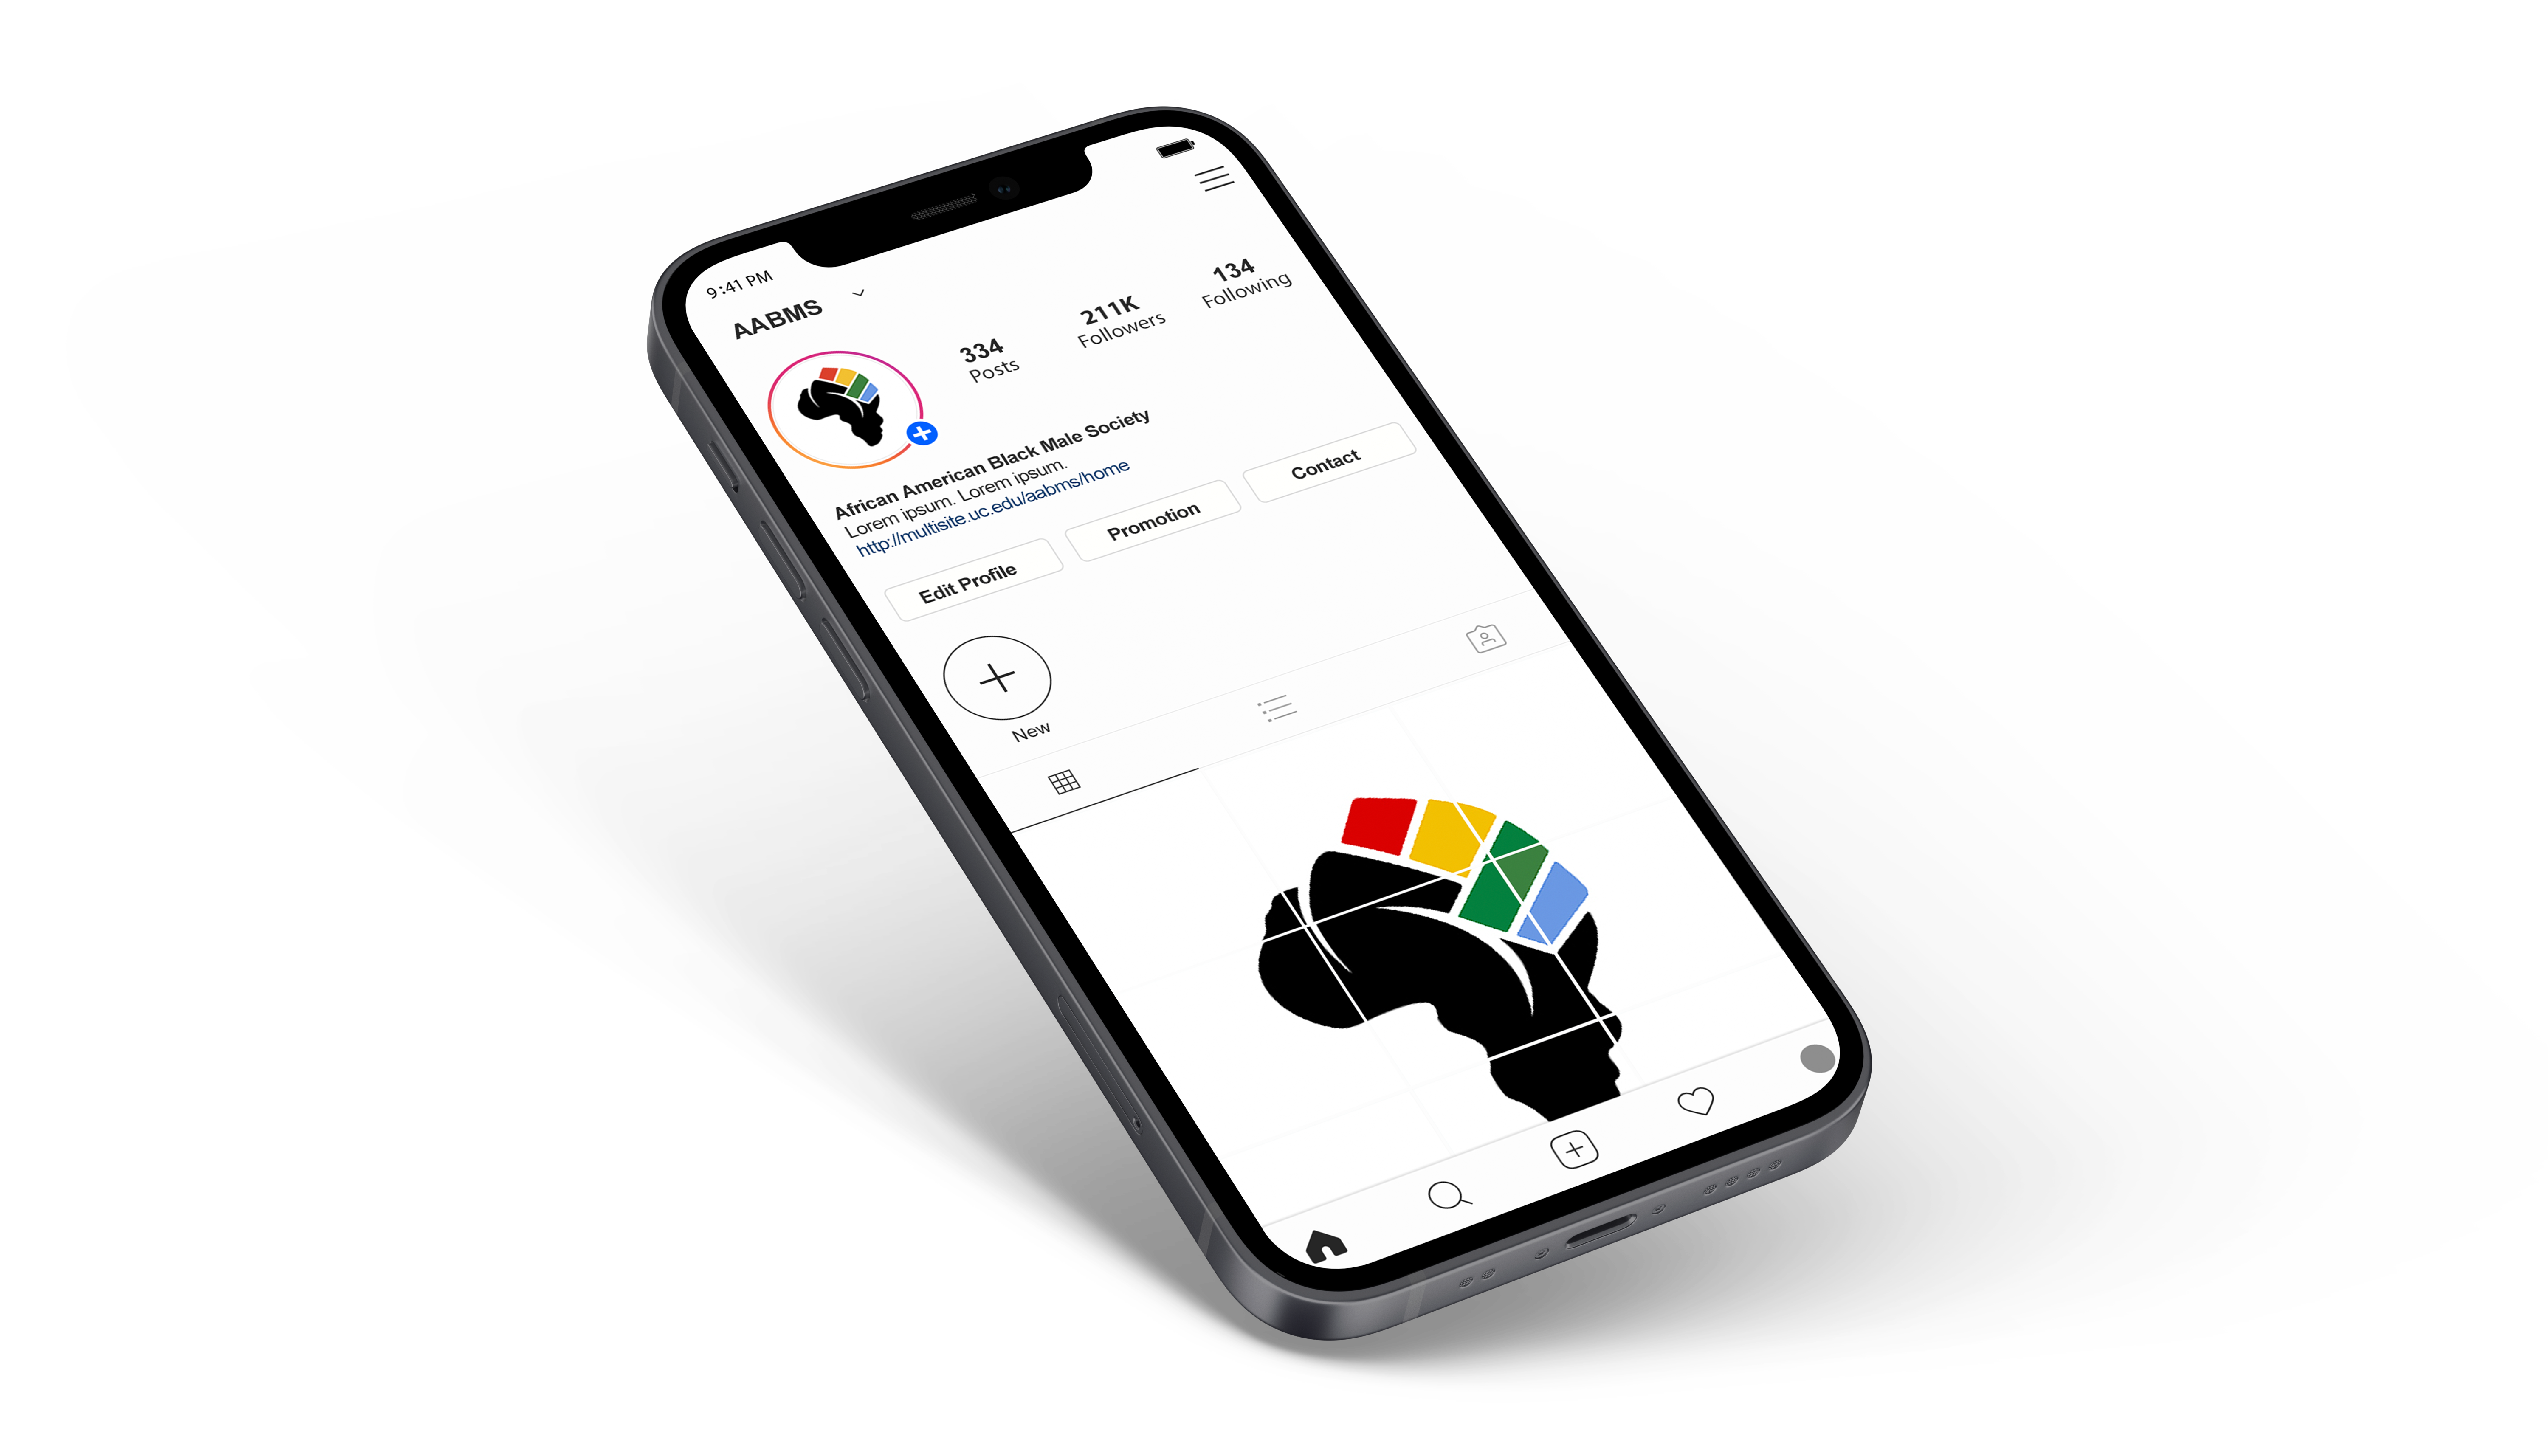 9:41 PM
AABMS
334
Posts
211K
Followers
134
Following
African American Black Male Society
Lorem ipsum. Lorem ipsum.
http://multisite.uc.edu/aabms/home
Edit Profile
Promotion
Contact
New